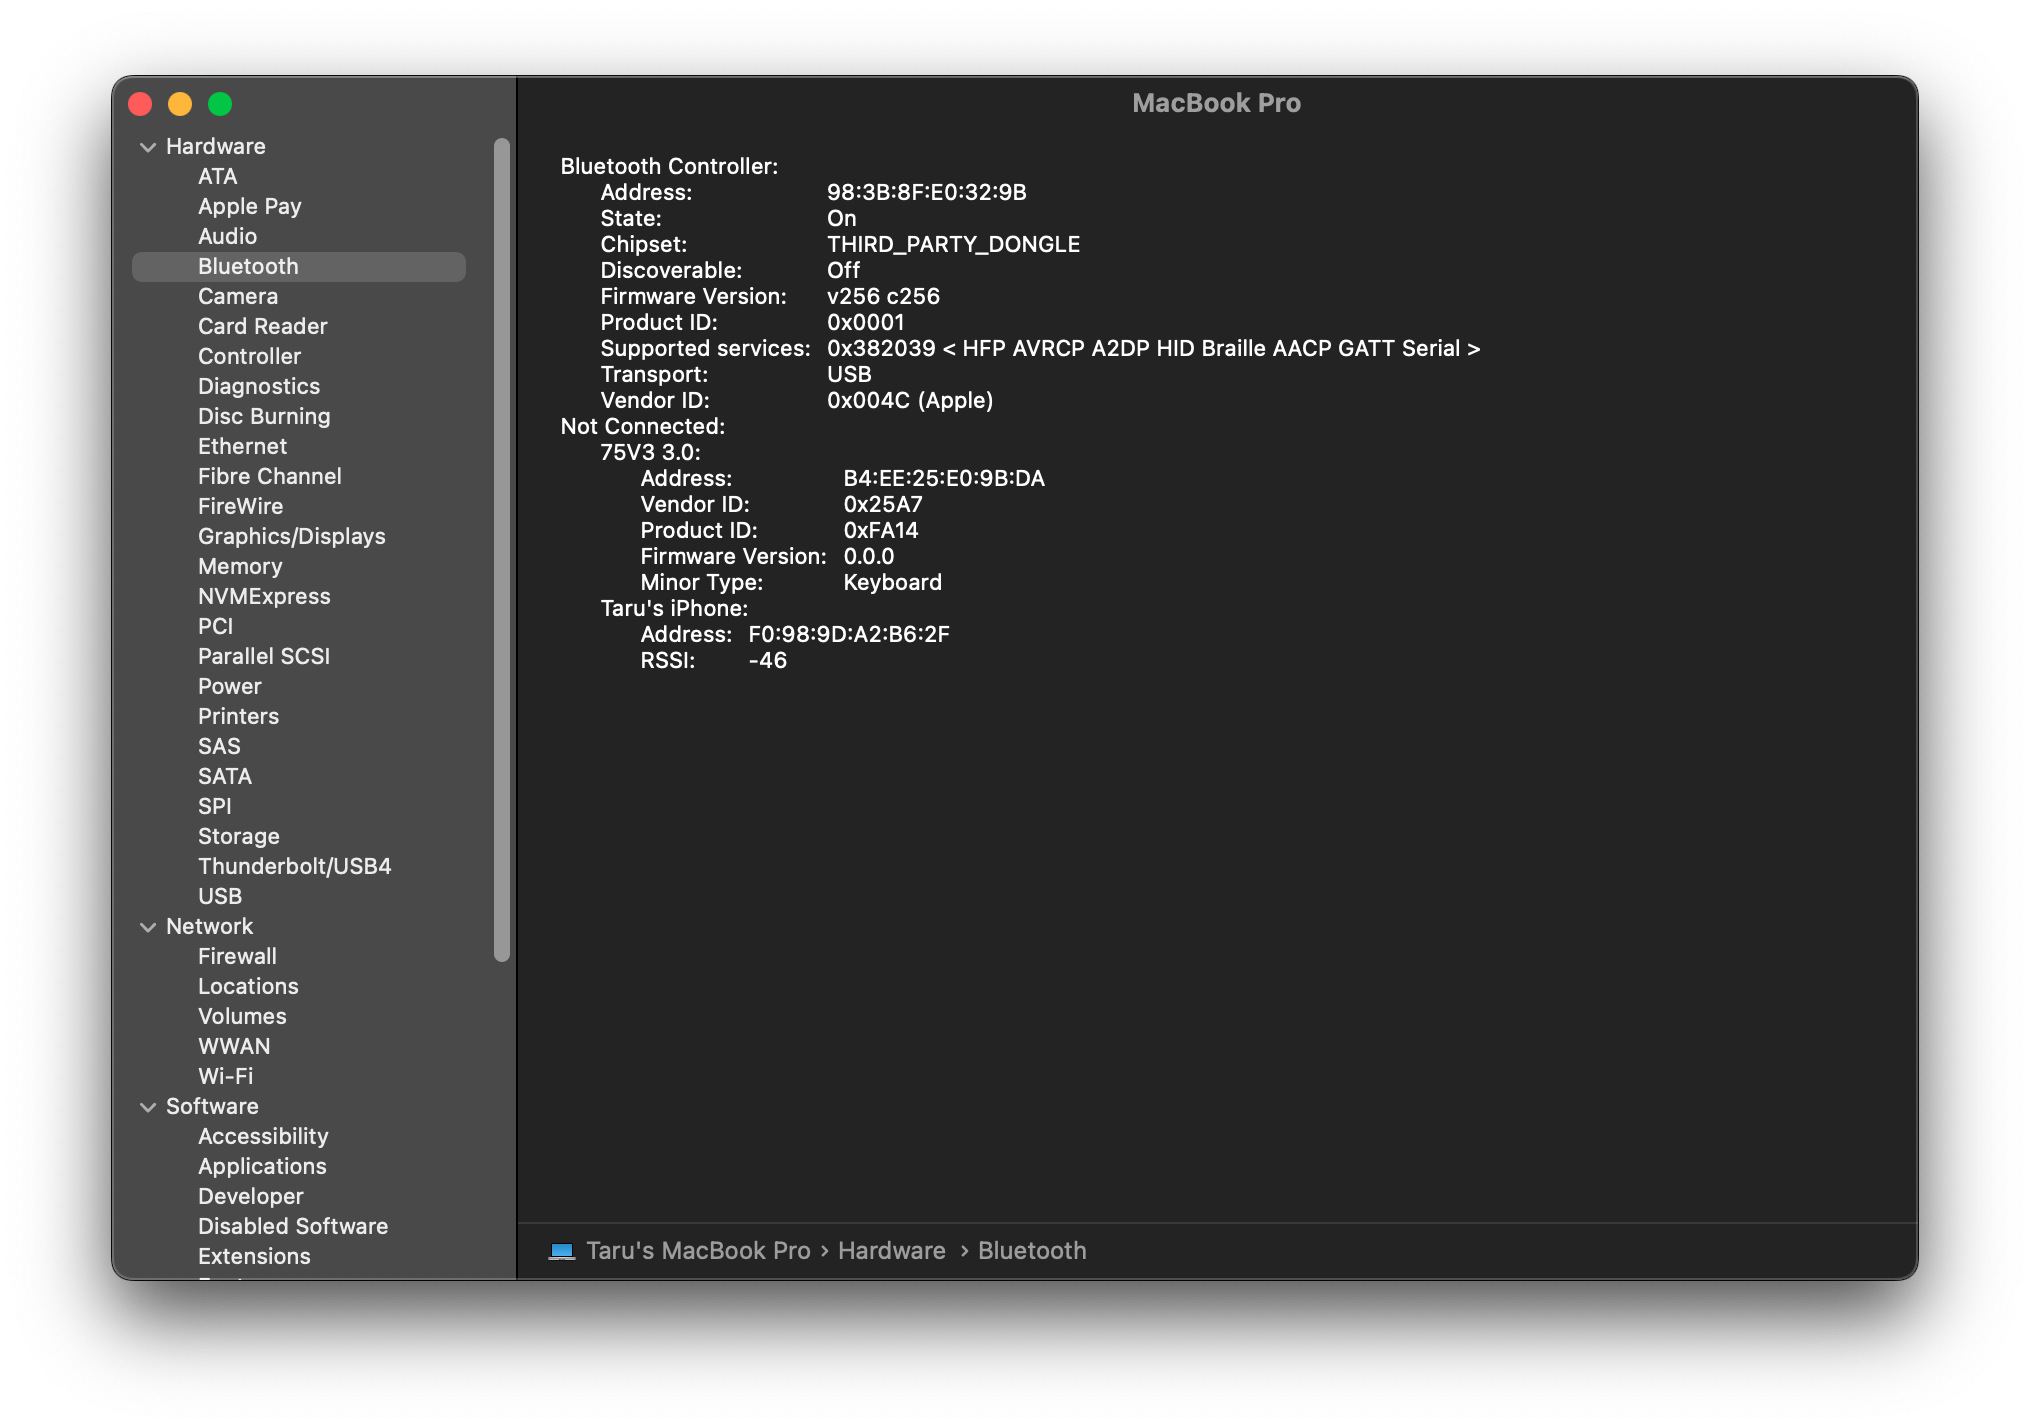 MacBook Pro
Hardware
ATA
Apple Pay
Audio
Bluetooth
Camera
Card Reader
Controller
Diagnostics
Disc Burning
Ethernet
Fibre Channel
FireWire
Graphics/Displays
Memory
NVMExpress
PCI
Parallel SCSI
Power
Printers
SAS
SATA
SPI
Storage
Thunderbolt/USB4
USB
Network
Firewall
Locations
Volumes
WWAN
Wi-Fi
Software
Accessibility
Applications
Developer
Disabled Software
Extensions
Bluetooth Controller:
Address: 98:3B:8F:E0:32:9B
State: On
Chipset: THIRD_PARTY_DONGLE
Discoverable: Off
Firmware Version: v256 c256
Product ID: 0x0001
Supported services: 0x382039 < HFP AVRCP A2DP HID Braille AACP GATT Serial >
Transport: USB
Vendor ID: 0x004C (Apple)
Not Connected:
75V3 3.0:
Address: B4:EE:25:E0:9B:DA
Vendor ID: 0x25A7
Product ID: 0xFA14
Firmware Version: 0.0.0
Minor Type: Keyboard
Taru's iPhone:
Address: F0:98:9D:A2:B6:2F
RSSI: -46
Taru's MacBook Pro › Hardware › Bluetooth